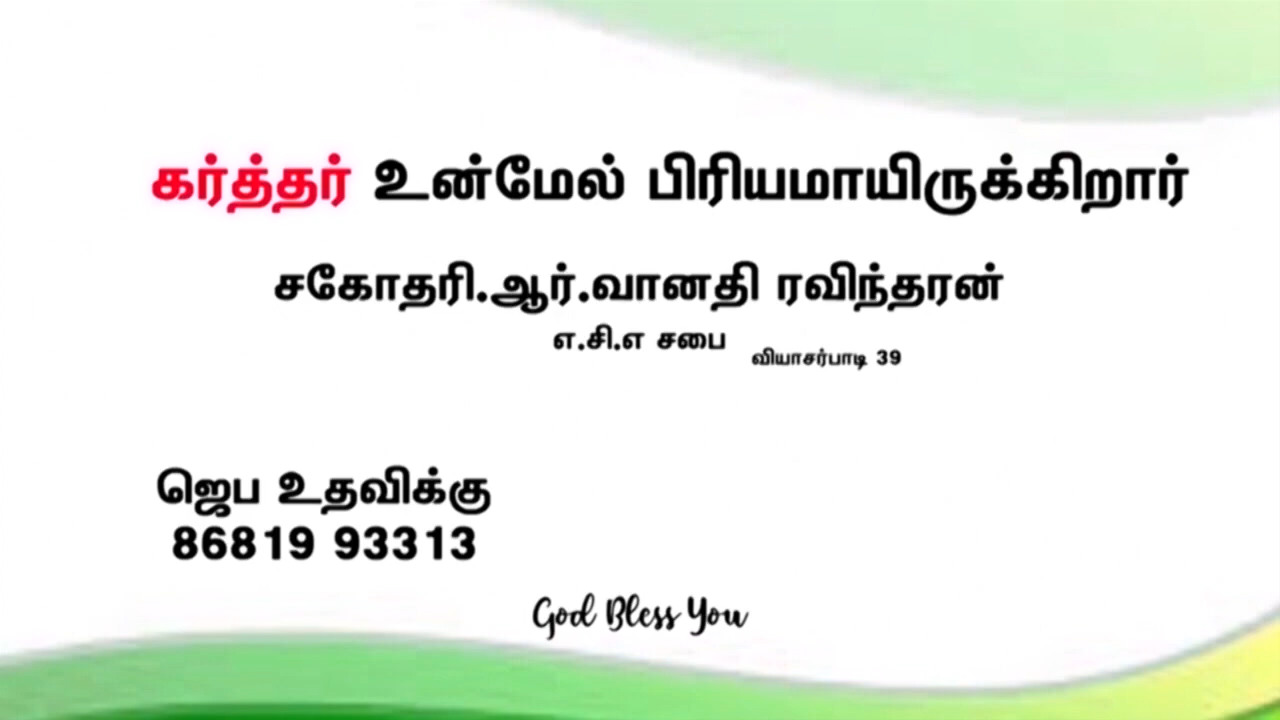 கர்த்தர் உன்மேல் பிரியமாயிருக்கிறார்
சகோதரி.ஆர்.வானதி ரவிந்தரன்
எ.சி.எ சபை வியாசர்பாடி 39
ஜெப உதவிக்கு
86819 93313
God Bless You